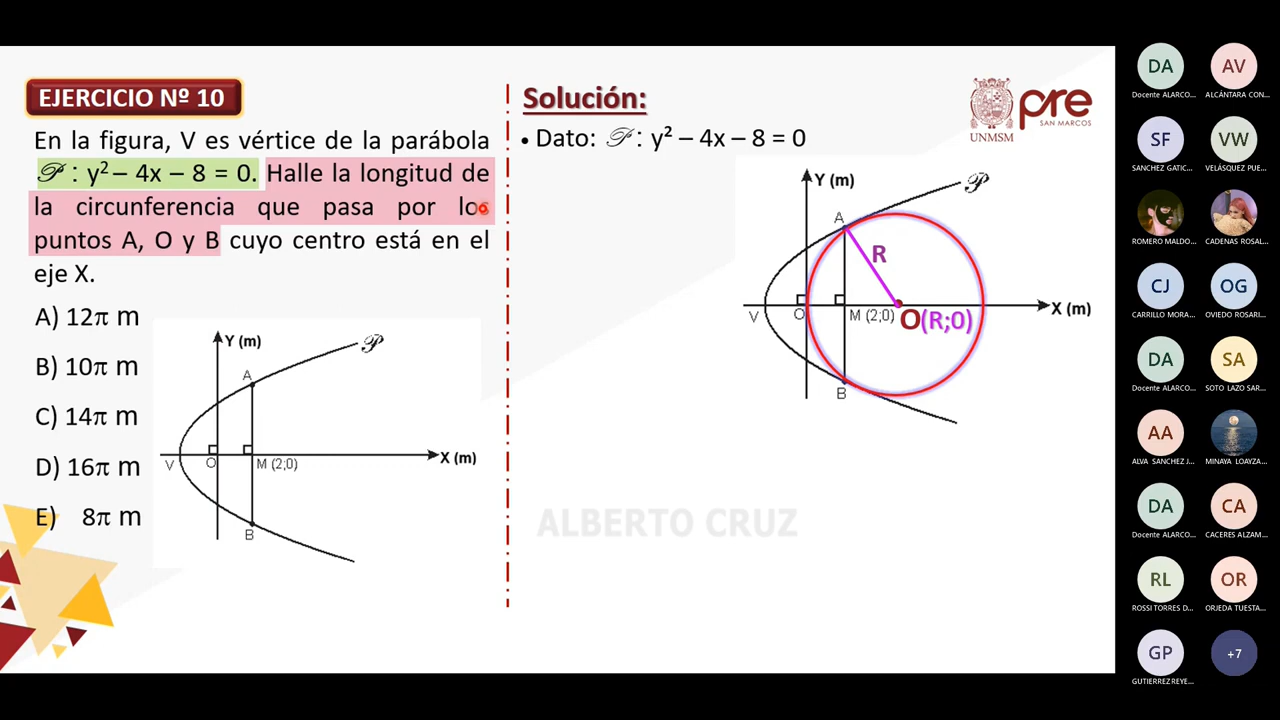 EJERCICIO Nº 10
En la figura, V es vértice de la parábola
𝒫 : y² – 4x – 8 = 0. Halle la longitud de
la circunferencia que pasa por los
puntos A, O y B cuyo centro está en el
eje X.
A) 12π m
B) 10π m
C) 14π m
D) 16π m
E) 8π m
Y (m)
𝒫
A
V
O
M (2;0)
X (m)
B
Solución:
• Dato: 𝒫 : y² – 4x – 8 = 0
UNMSM
pre
SAN MARCOS
Y (m)
𝒫
A
R
V
O
M (2;0)
O(R;0)
X (m)
B
ALBERTO CRUZ
DA
Docente ALARCO...
AV
ALCÁNTARA CON...
SF
SANCHEZ GATIC...
VW
VELÁSQUEZ PUE...
ROMERO MALDO...
CADENAS ROSAL...
CJ
CARRILLO MORA...
OG
OVIEDO ROSARI...
DA
Docente ALARCO...
SA
SOTO LAZO SAR...
AA
ALVA SANCHEZ J...
MINAYA LOAYZA...
DA
Docente ALARCO...
CA
CACERES ALZAM...
RL
ROSSI TORRES D...
OR
ORJEDA TUESTA...
GP
GUTIERREZ REYE...
+7